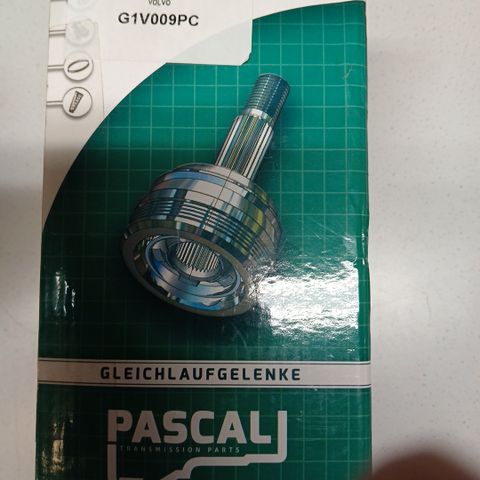 VOLVO
G1V009PC
GLEICHLAUFGELENKE
PASCAL
TRANSMISSION PARTS